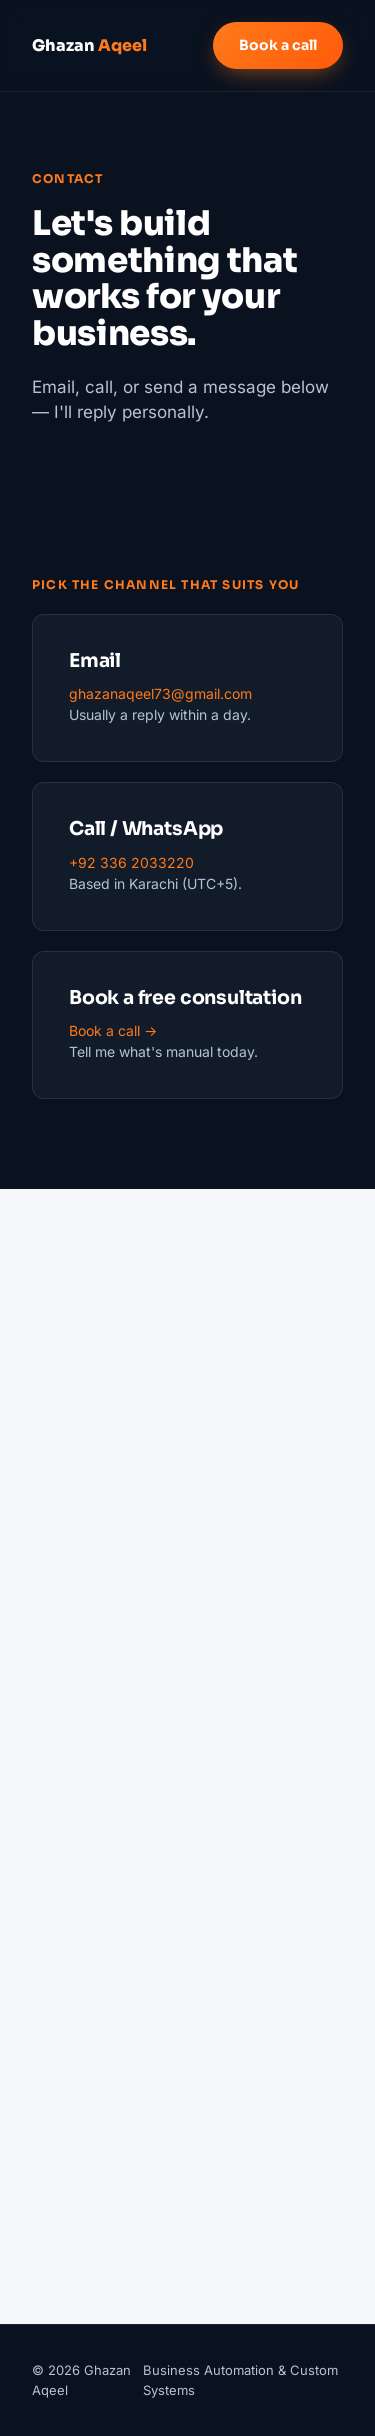 Ghazan Aqeel
Book a call
CONTACT
Let's build
something that
works for your
business.
Email, call, or send a message below
— I'll reply personally.
PICK THE CHANNEL THAT SUITS YOU
Email
ghazanaqeel73@gmail.com
Usually a reply within a day.
Call / WhatsApp
+92 336 2033220
Based in Karachi (UTC+5).
Book a free consultation
Book a call →
Tell me what's manual today.
© 2026 Ghazan
Aqeel
Business Automation & Custom
Systems